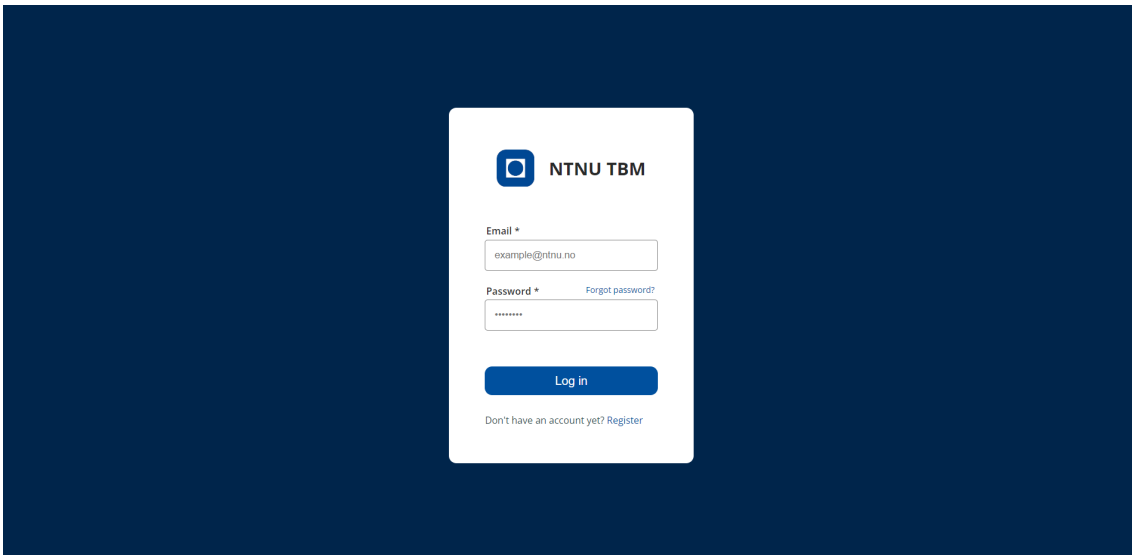 NTNU TBM
Email *
example@ntnu.no
Password * Forgot password?
••••••••
Log in
Don't have an account yet? Register